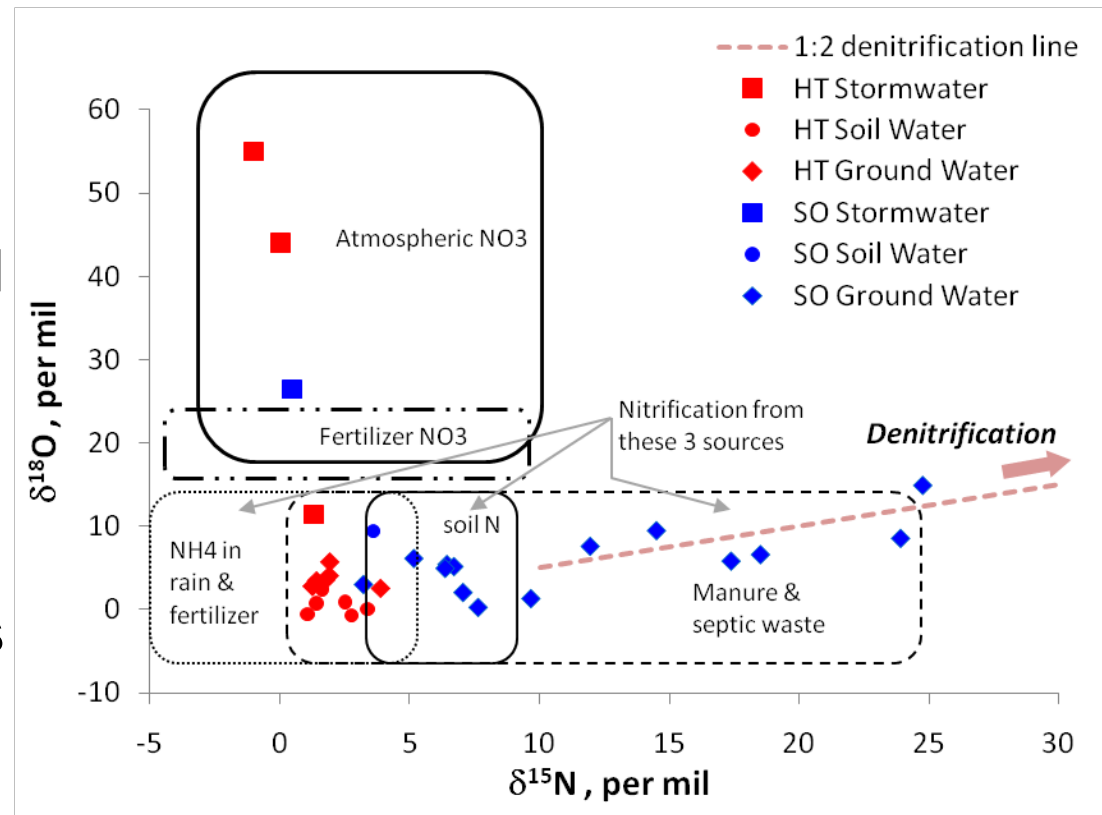 1:2 denitrification line
HT Stormwater
HT Soil Water
HT Ground Water
SO Stormwater
SO Soil Water
SO Ground Water
60
50
40
30
20
10
0
-10
δ¹⁸O , per mil
Atmospheric NO3
Fertilizer NO3
Nitrification from
these 3 sources
Denitrification
soil N
NH4 in
rain &
fertilizer
Manure &
septic waste
-5 0 5 10 15 20 25 30
δ¹⁵N , per mil